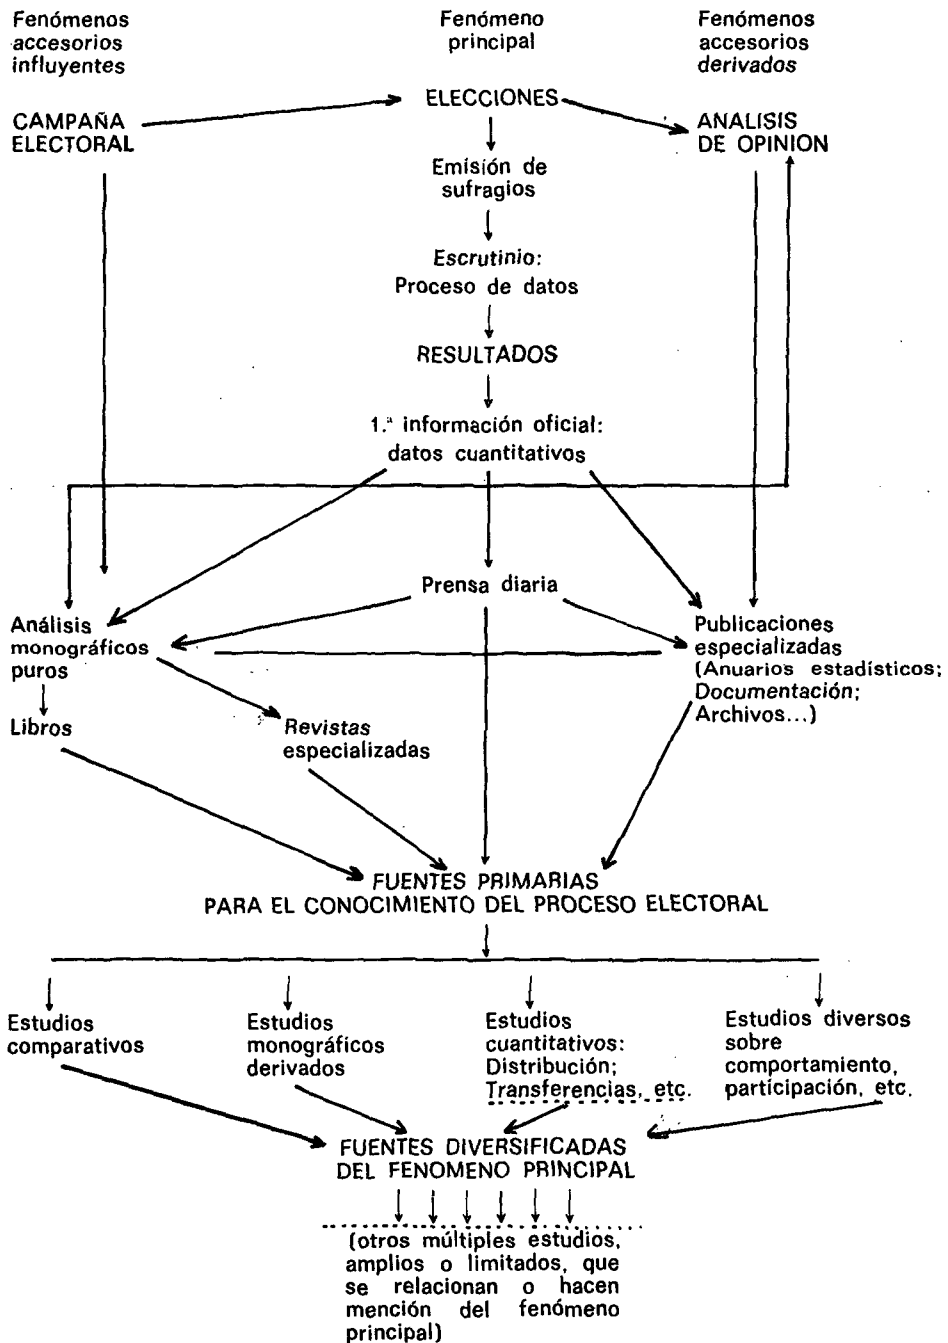 Fenómenos
accesorios
influyentes
Fenómeno
principal
Fenómenos
accesorios
derivados
CAMPAÑA
ELECTORAL
ELECCIONES
ANALISIS
DE OPINION
Emisión de
sufragios
Escrutinio:
Proceso de datos
RESULTADOS
1.ª información oficial:
datos cuantitativos
Prensa diaria
Análisis
monográficos
puros
Publicaciones
especializadas
(Anuarios estadísticos;
Documentación;
Archivos...)
Libros
Revistas
especializadas
FUENTES PRIMARIAS
PARA EL CONOCIMIENTO DEL PROCESO ELECTORAL
Estudios
comparativos
Estudios
monográficos
derivados
Estudios
cuantitativos:
Distribución;
Transferencias, etc.
Estudios diversos
sobre
comportamiento,
participación, etc.
FUENTES DIVERSIFICADAS
DEL FENOMENO PRINCIPAL
(otros múltiples estudios,
amplios o limitados, que
se relacionan o hacen
mención del fenómeno
principal)